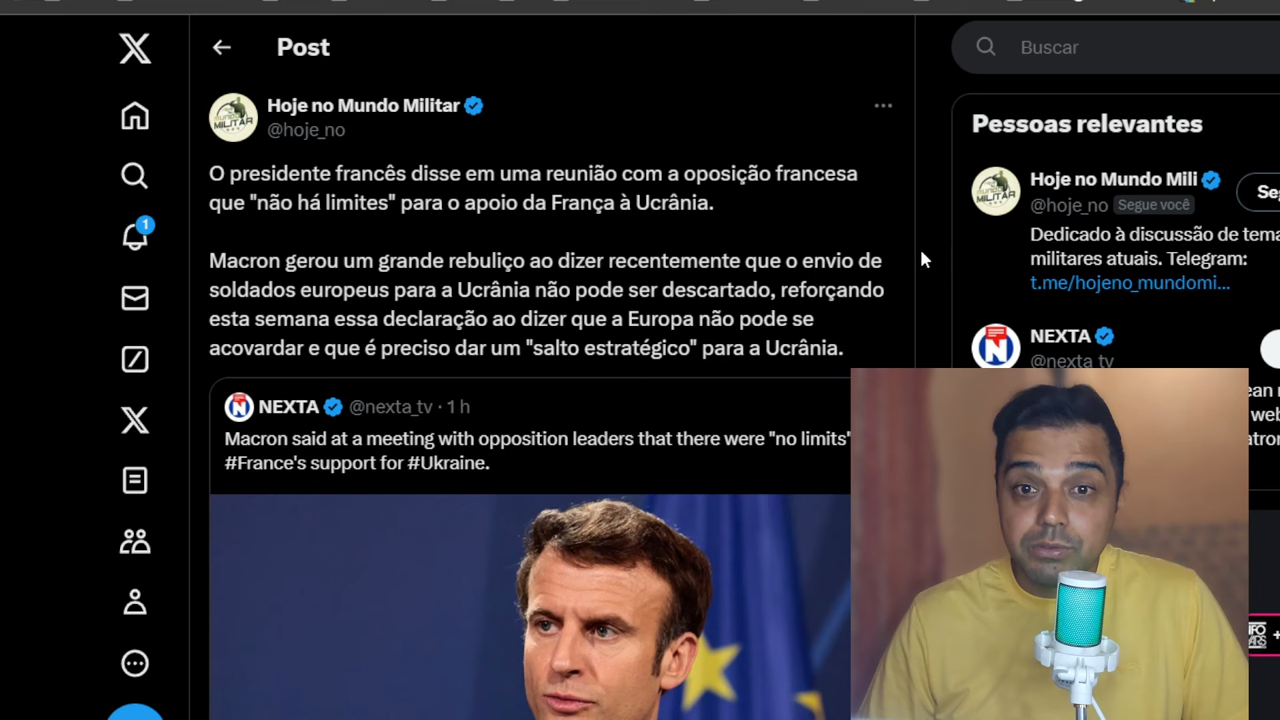 Post
Buscar
Hoje no Mundo Militar
@hoje_no
O presidente francês disse em uma reunião com a oposição francesa
que "não há limites" para o apoio da França à Ucrânia.
Macron gerou um grande rebuliço ao dizer recentemente que o envio de
soldados europeus para a Ucrânia não pode ser descartado, reforçando
esta semana essa declaração ao dizer que a Europa não pode se
acovardar e que é preciso dar um "salto estratégico" para a Ucrânia.
NEXTA @nexta_tv · 1 h
Macron said at a meeting with opposition leaders that there were "no limits"
#France's support for #Ukraine.
Pessoas relevantes
Hoje no Mundo Mili
@hoje_no Segue você
Dedicado à discussão de tema
militares atuais. Telegram:
t.me/hojeno_mundomi...
NEXTA
@nexta_tv
1
MILITAR